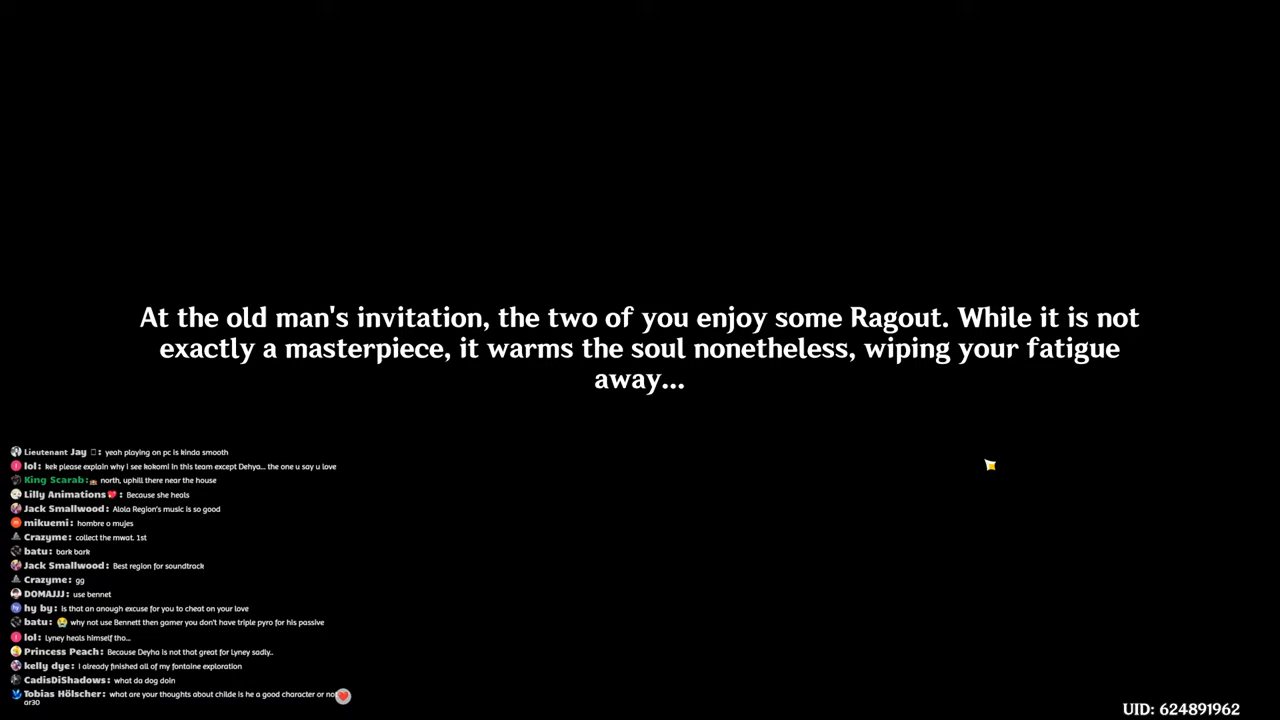 At the old man's invitation, the two of you enjoy some Ragout. While it is not
exactly a masterpiece, it warms the soul nonetheless, wiping your fatigue
away...
Lieutenant Jay : yeah playing on pc is kinda smooth
lol: kek please explain why I see kokomi in this team except Dehya... the one u say u love
King Scarab: north, uphill there near the house
Lilly Animations💖: Because she heals
Jack Smallwood: Alola Region's music is so good
mikuemi: hombre o mujes
Crazyme: collect the mwat. 1st
batu: bark bark
Jack Smallwood: Best region for soundtrack
Crazyme: gg
DOMAJJJ: use bennet
hy by: is that an anough excuse for you to cheat on your love
batu: 😭 why not use Bennett then gamer you don't have triple pyro for his passive
lol: Lyney heals himself tho...
Princess Peach: Because Deyha is not that great for Lyney sadly..
kelly dye: I already finished all of my fontaine exploration
CadisDiShadows: what da dog doin
Tobias Hölscher: what are your thoughts about childe is he a good character or not
ar30
UID: 624891962